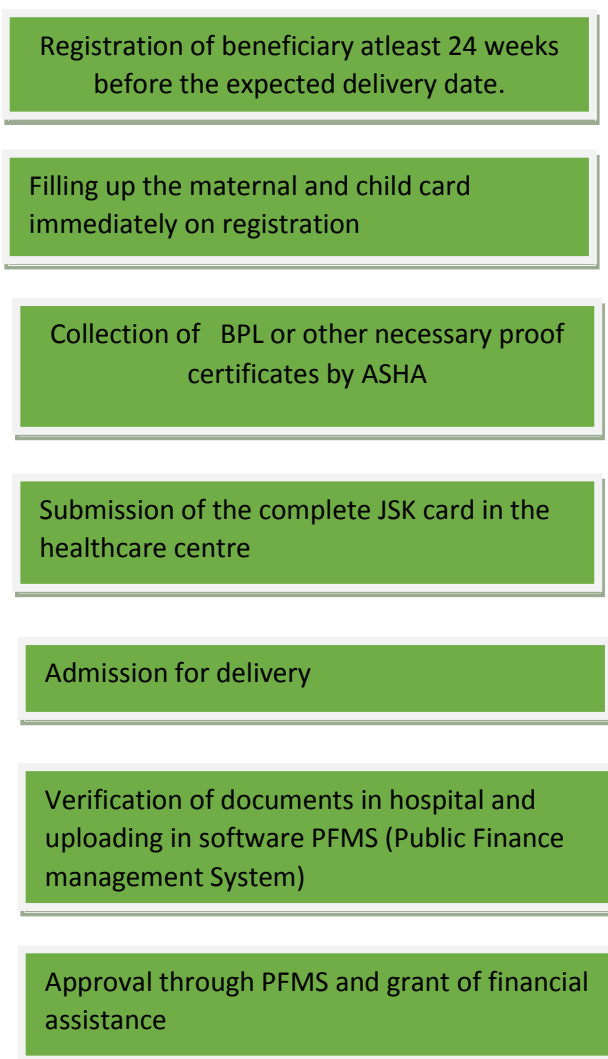 Registration of beneficiary atleast 24 weeks
before the expected delivery date.
Filling up the maternal and child card
immediately on registration
Collection of BPL or other necessary proof
certificates by ASHA
Submission of the complete JSK card in the
healthcare centre
Admission for delivery
Verification of documents in hospital and
uploading in software PFMS (Public Finance
management System)
Approval through PFMS and grant of financial
assistance